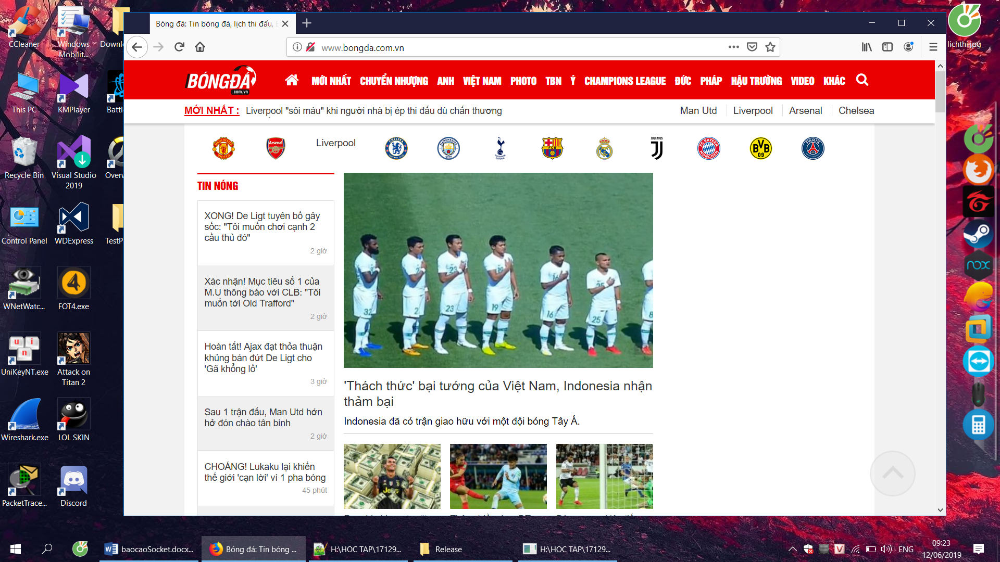 CCleaner
Windows
Mobilit...
This PC
KMPlayer
Recycle Bin
Visual Studio
2019
Control Panel
WDExpress
WNetWatc...
FOT4.exe
UniKeyNT.exe
Attack on
Titan 2
Wireshark.exe
LOL SKIN
PacketTrace...
Discord
lichthi.jpg
Bóng đá: Tin bóng đá, lịch thi đấu,
www.bongda.com.vn
BÓNGĐÁ
.com.vn
MỚI NHẤT CHUYỂN NHƯỢNG ANH VIỆT NAM PHOTO TBN Ý CHAMPIONS LEAGUE ĐỨC PHÁP HẬU TRƯỜNG VIDEO KHÁC
MỚI NHẤT : Liverpool "sôi máu" khi người nhà bị ép thi đấu dù chấn thương
Man Utd Liverpool Arsenal Chelsea
Liverpool
TIN NÓNG
XONG! De Ligt tuyên bố gây
sốc: "Tôi muốn chơi cạnh 2
cầu thủ đó"
2 giờ
Xác nhận! Mục tiêu số 1 của
M.U thông báo với CLB: "Tôi
muốn tới Old Trafford"
2 giờ
Hoàn tất! Ajax đạt thỏa thuận
khủng bán đứt De Ligt cho
'Gã khổng lồ'
3 giờ
Sau 1 trận đấu, Man Utd hớn
hở đón chào tân binh
2 giờ
CHOÁNG! Lukaku lại khiến
thế giới 'cạn lời' vì 1 pha bóng
45 phút
'Thách thức' bại tướng của Việt Nam, Indonesia nhận
thảm bại
Indonesia đã có trận giao hữu với một đội bóng Tây Á.
baocaoSocket.docx...
Bóng đá: Tin bóng ...
H:\HOC TAP\17129...
Release
H:\HOC TAP\17129...
ENG
09:23
12/06/2019